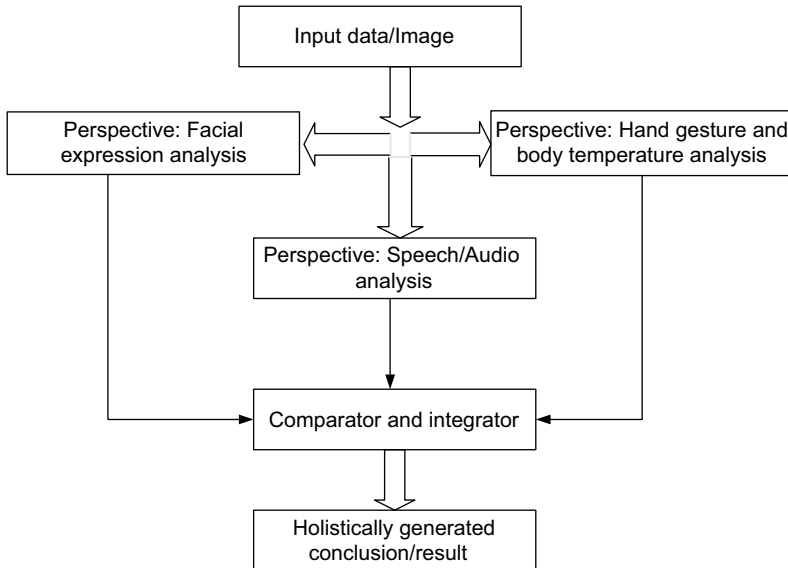 Input data/Image
Perspective: Facial
expression analysis
Perspective: Hand gesture and
body temperature analysis
Perspective: Speech/Audio
analysis
Comparator and integrator
Holistically generated
conclusion/result